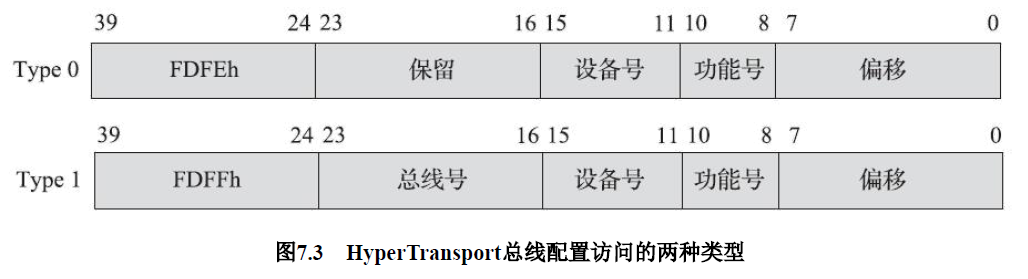 39 24 23 16 15 11 10 8 7 0
Type 0 FDFEh 保留 设备号 功能号 偏移
39 24 23 16 15 11 10 8 7 0
Type 1 FDFFh 总线号 设备号 功能号 偏移
图7.3 HyperTransport总线配置访问的两种类型